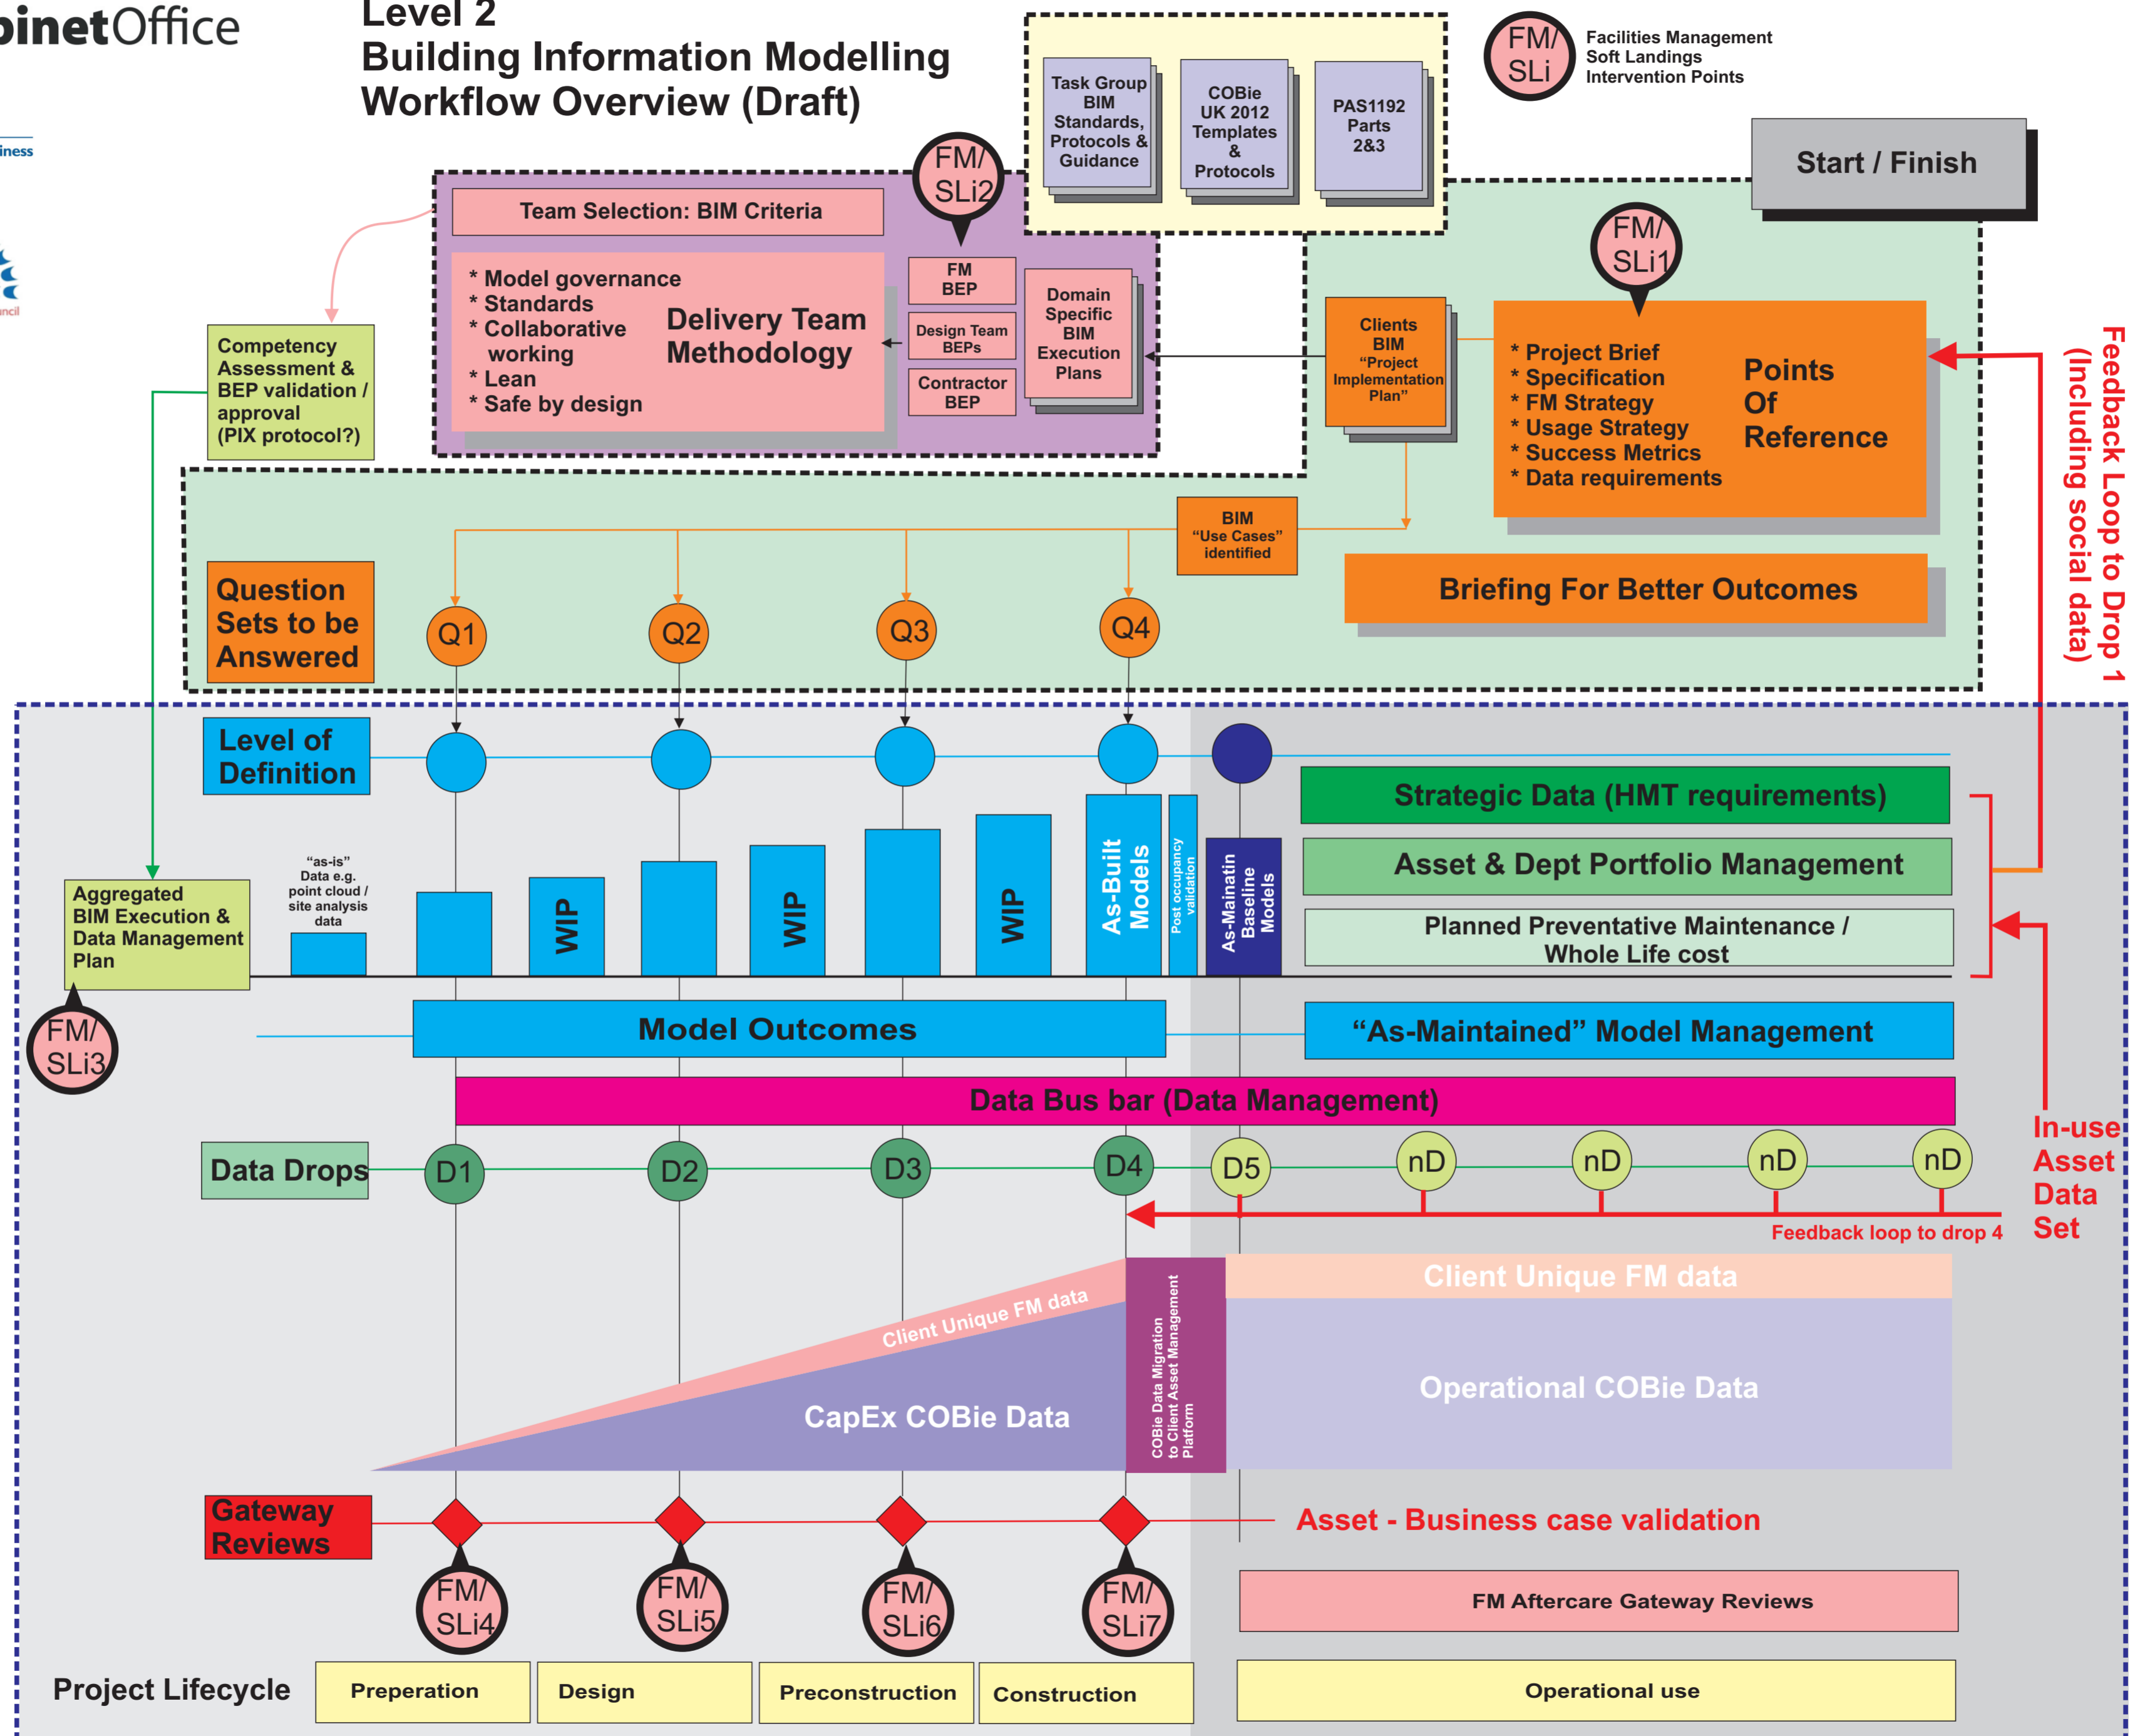 binetOffice
Level 2
Building Information Modelling
Workflow Overview (Draft)
iness
ncil
FM/
SLi
Facilities Management
Soft Landings
Intervention Points
Task Group
BIM
Standards,
Protocols &
Guidance
COBie
UK 2012
Templates
&
Protocols
PAS1192
Parts
2&3
Start / Finish
FM/
SLi2
Team Selection: BIM Criteria
* Model governance
* Standards
* Collaborative
working
* Lean
* Safe by design
Delivery Team
Methodology
FM
BEP
Design Team
BEPs
Contractor
BEP
Domain
Specific
BIM
Execution
Plans
FM/
SLi1
Clients
BIM
“Project
Implementation
Plan”
* Project Brief
* Specification
* FM Strategy
* Usage Strategy
* Success Metrics
* Data requirements
Points
Of
Reference
Feedback Loop to Drop 1
(Including social data)
Competency
Assessment &
BEP validation /
approval
(PIX protocol?)
BIM
“Use Cases”
identified
Briefing For Better Outcomes
Question
Sets to be
Answered
Q1
Q2
Q3
Q4
Level of
Definition
Strategic Data (HMT requirements)
Asset & Dept Portfolio Management
Planned Preventative Maintenance /
Whole Life cost
Aggregated
BIM Execution &
Data Management
Plan
“as-is”
Data e.g.
point cloud /
site analysis
data
WIP
WIP
WIP
As-Built
Models
Post occupancy
validation
As-Mainatin
Baseline
Models
FM/
SLi3
Model Outcomes
“As-Maintained” Model Management
Data Bus bar (Data Management)
In-use
Asset
Data
Set
Data Drops
D1
D2
D3
D4
D5
nD
nD
nD
nD
Feedback loop to drop 4
Client Unique FM data
Client Unique FM data
CapEx COBie Data
COBie Data Migration
to Client Asset Management
Platform
Operational COBie Data
Gateway
Reviews
Asset - Business case validation
FM/
SLi4
FM/
SLi5
FM/
SLi6
FM/
SLi7
FM Aftercare Gateway Reviews
Project Lifecycle
Preperation
Design
Preconstruction
Construction
Operational use